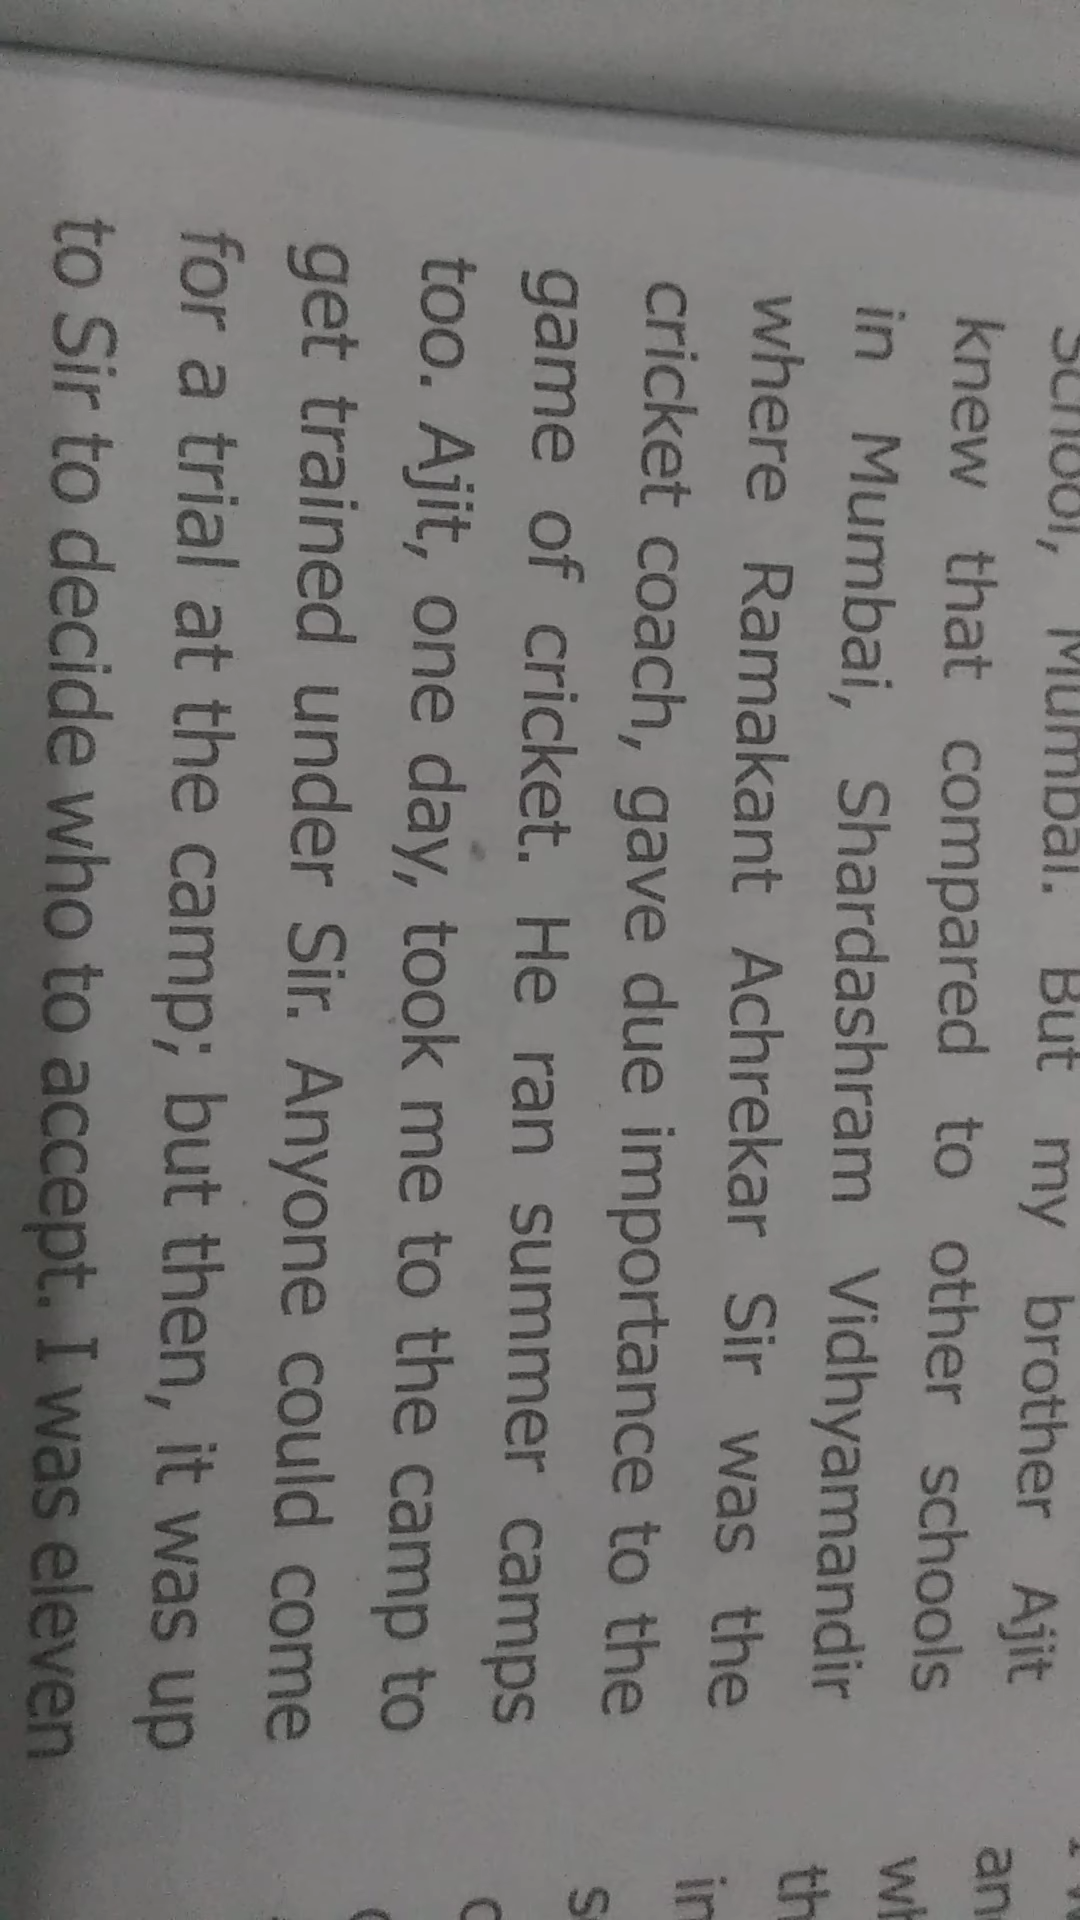 School, Mumbai. But my brother Ajit
knew that compared to other schools
in Mumbai, Shardashram Vidhyamandir
where Ramakant Achrekar Sir was the
cricket coach, gave due importance to the
game of cricket. He ran summer camps
too. Ajit, one day, took me to the camp to
get trained under Sir. Anyone could come
for a trial at the camp; but then, it was up
to Sir to decide who to accept. I was eleven